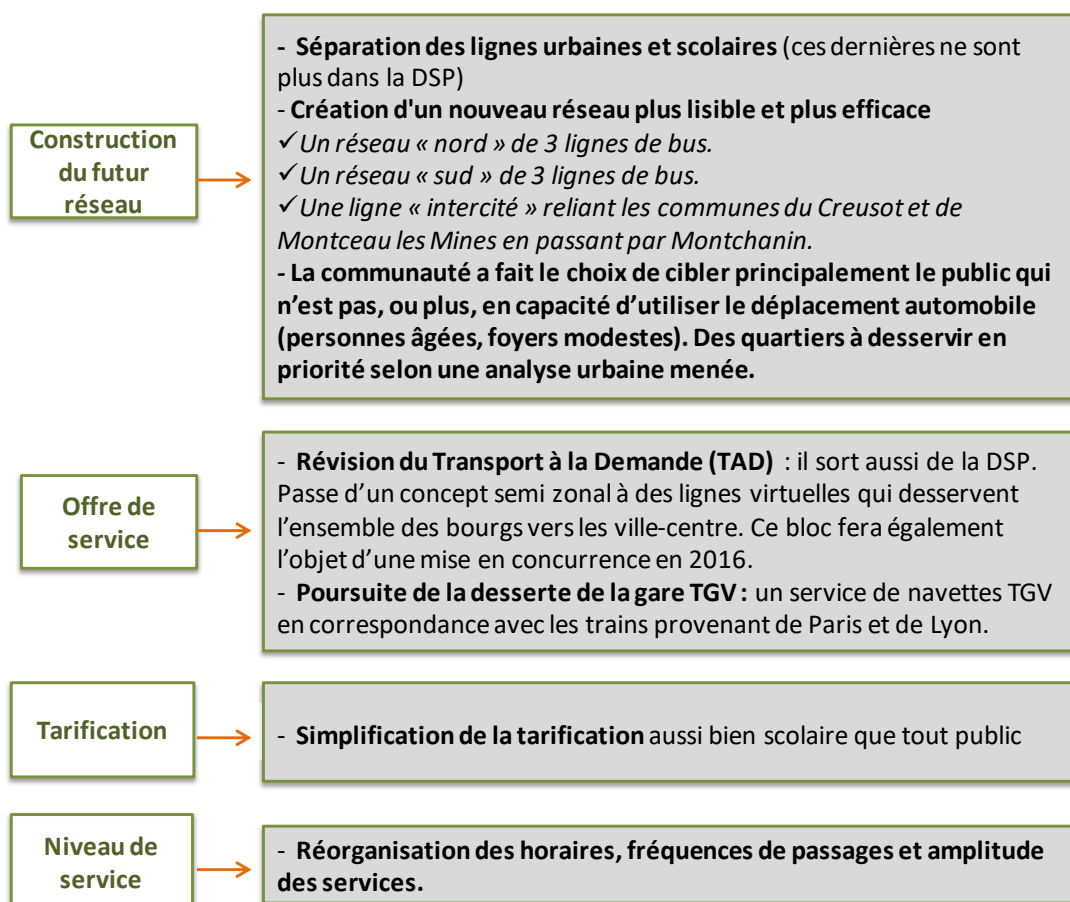 Construction
du futur
réseau
- Séparation des lignes urbaines et scolaires (ces dernières ne sont
plus dans la DSP)
- Création d'un nouveau réseau plus lisible et plus efficace
✓Un réseau « nord » de 3 lignes de bus.
✓Un réseau « sud » de 3 lignes de bus.
✓Une ligne « intercité » reliant les communes du Creusot et de
Montceau les Mines en passant par Montchanin.
- La communauté a fait le choix de cibler principalement le public qui
n’est pas, ou plus, en capacité d’utiliser le déplacement automobile
(personnes âgées, foyers modestes). Des quartiers à desservir en
priorité selon une analyse urbaine menée.
Offre de
service
- Révision du Transport à la Demande (TAD) : il sort aussi de la DSP.
Passe d’un concept semi zonal à des lignes virtuelles qui desservent
l’ensemble des bourgs vers les ville-centre. Ce bloc fera également
l’objet d’une mise en concurrence en 2016.
- Poursuite de la desserte de la gare TGV : un service de navettes TGV
en correspondance avec les trains provenant de Paris et de Lyon.
Tarification
- Simplification de la tarification aussi bien scolaire que tout public
Niveau de
service
- Réorganisation des horaires, fréquences de passages et amplitude
des services.